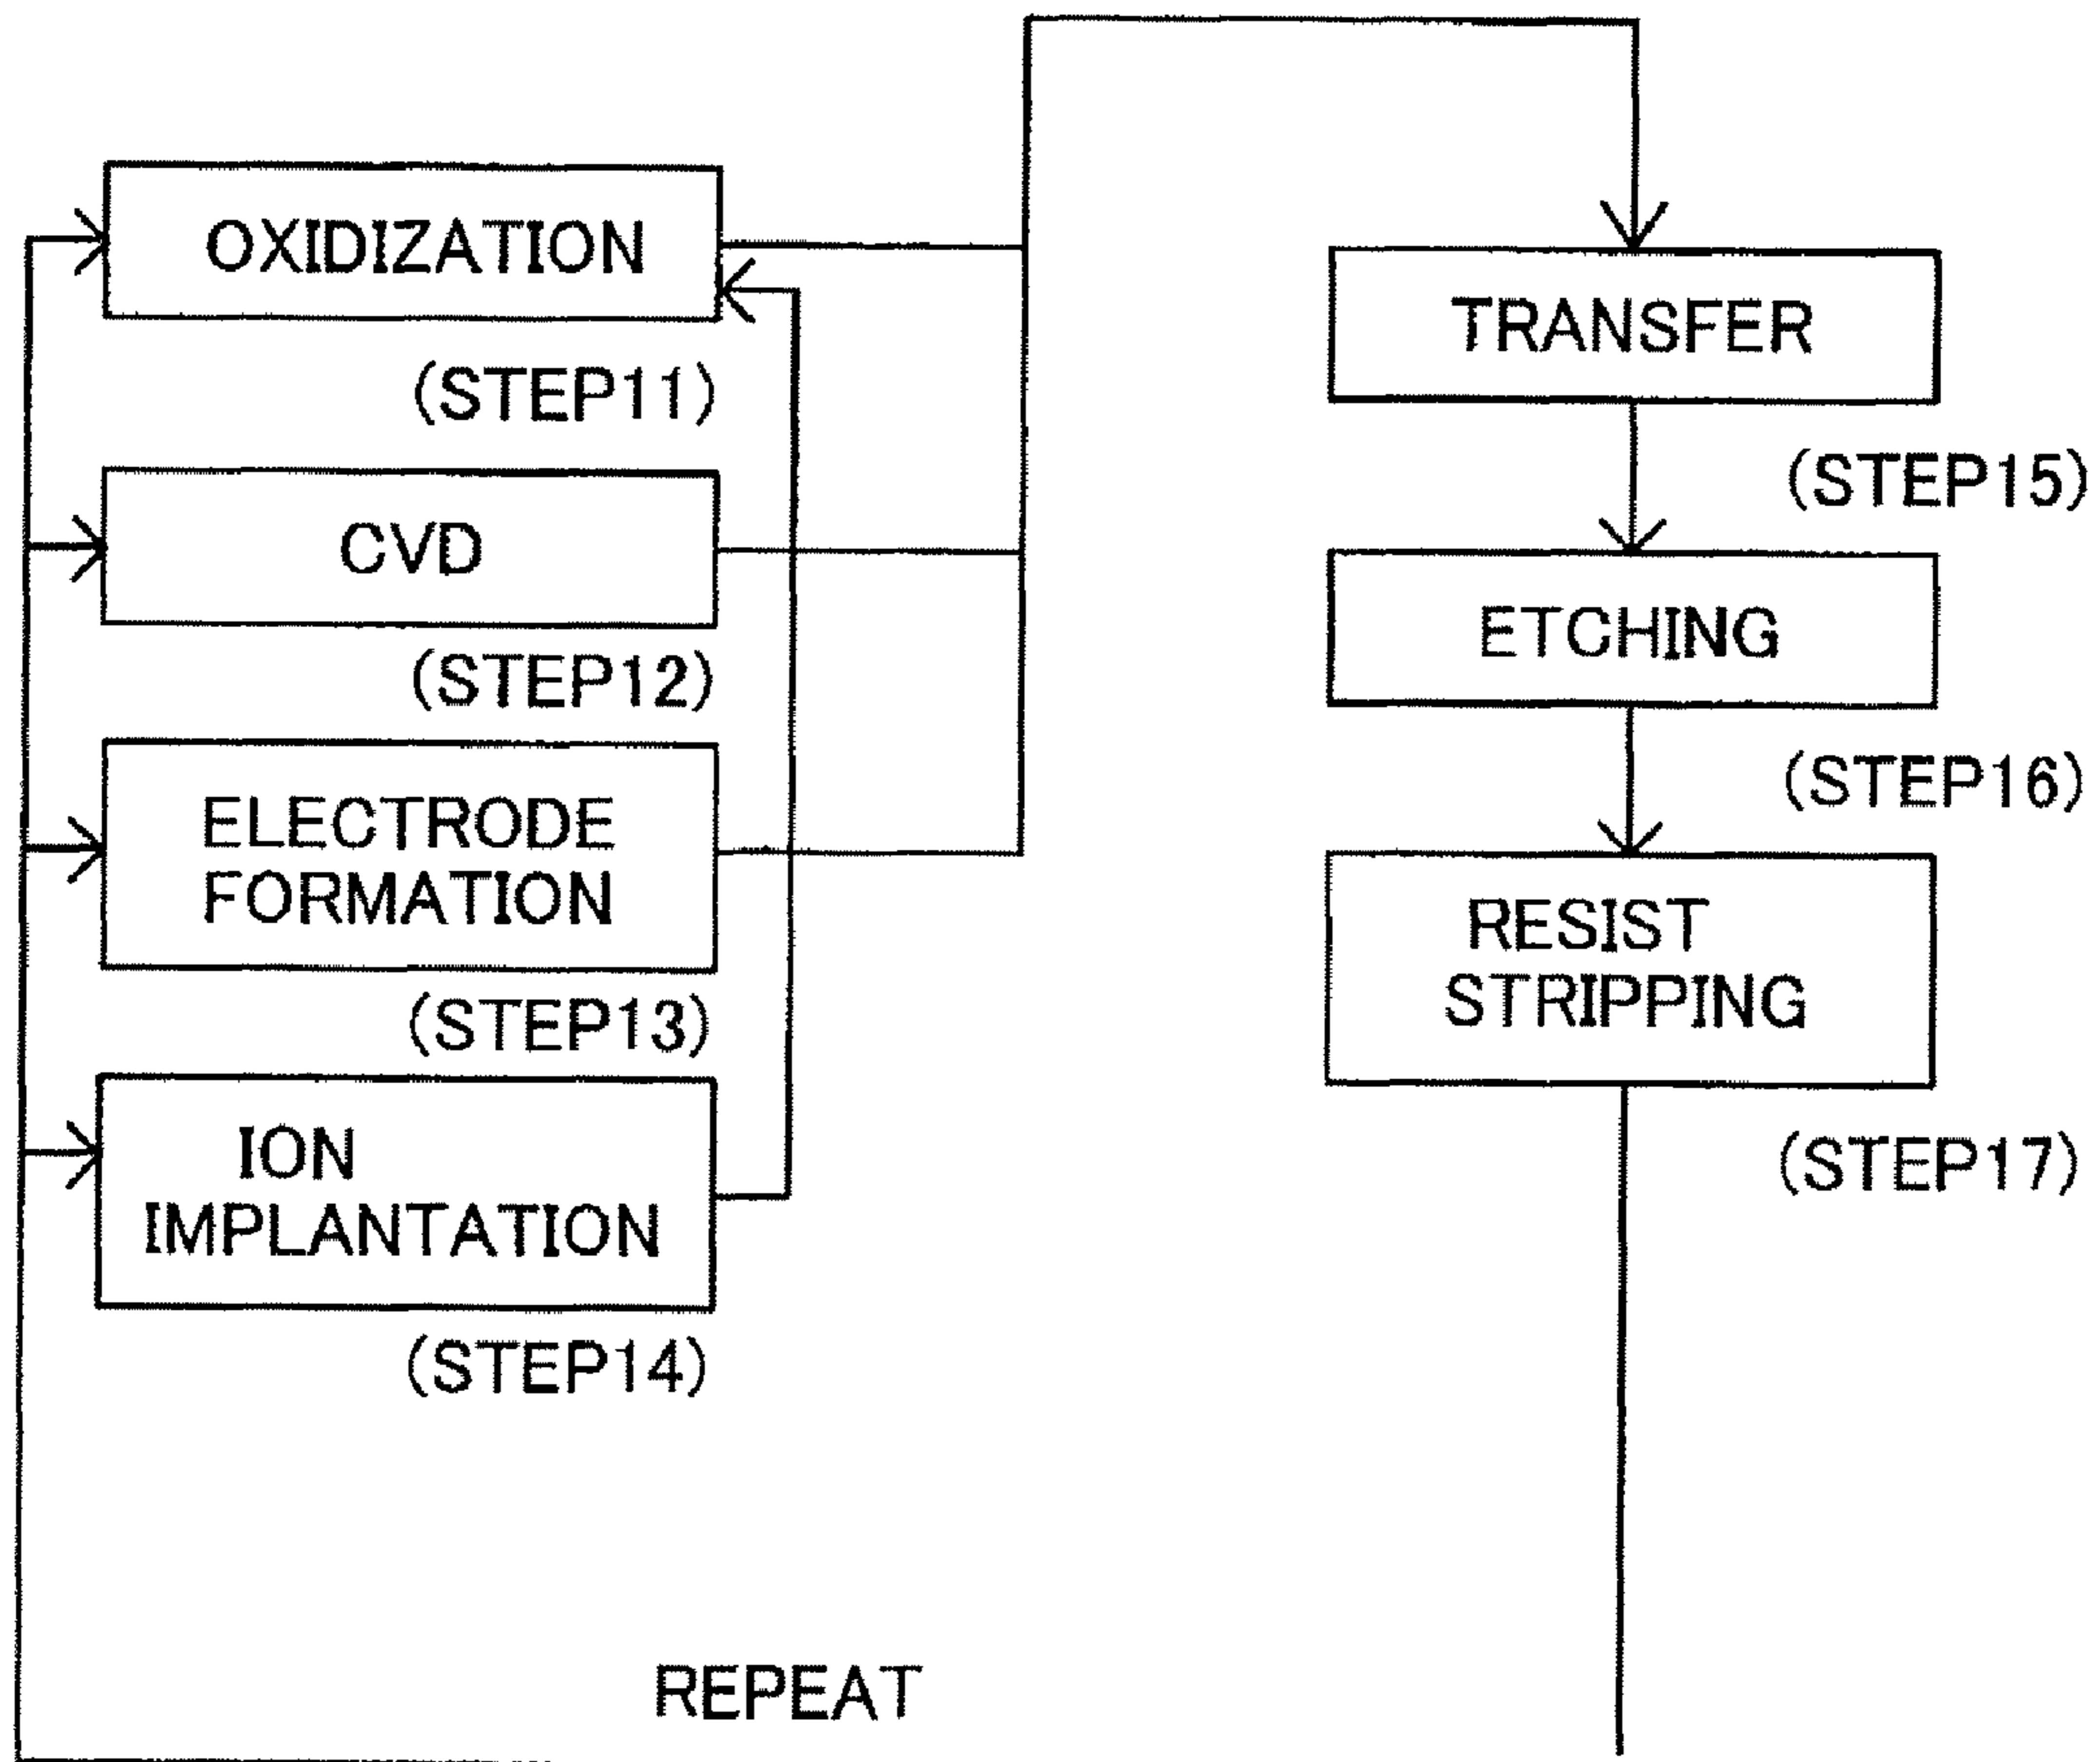 OXIDIZATION
(STEP11)
CVD
(STEP12)
ELECTRODE
FORMATION
(STEP13)
ION
IMPLANTATION
(STEP14)
TRANSFER
(STEP15)
ETCHING
(STEP16)
RESIST
STRIPPING
(STEP17)
REPEAT